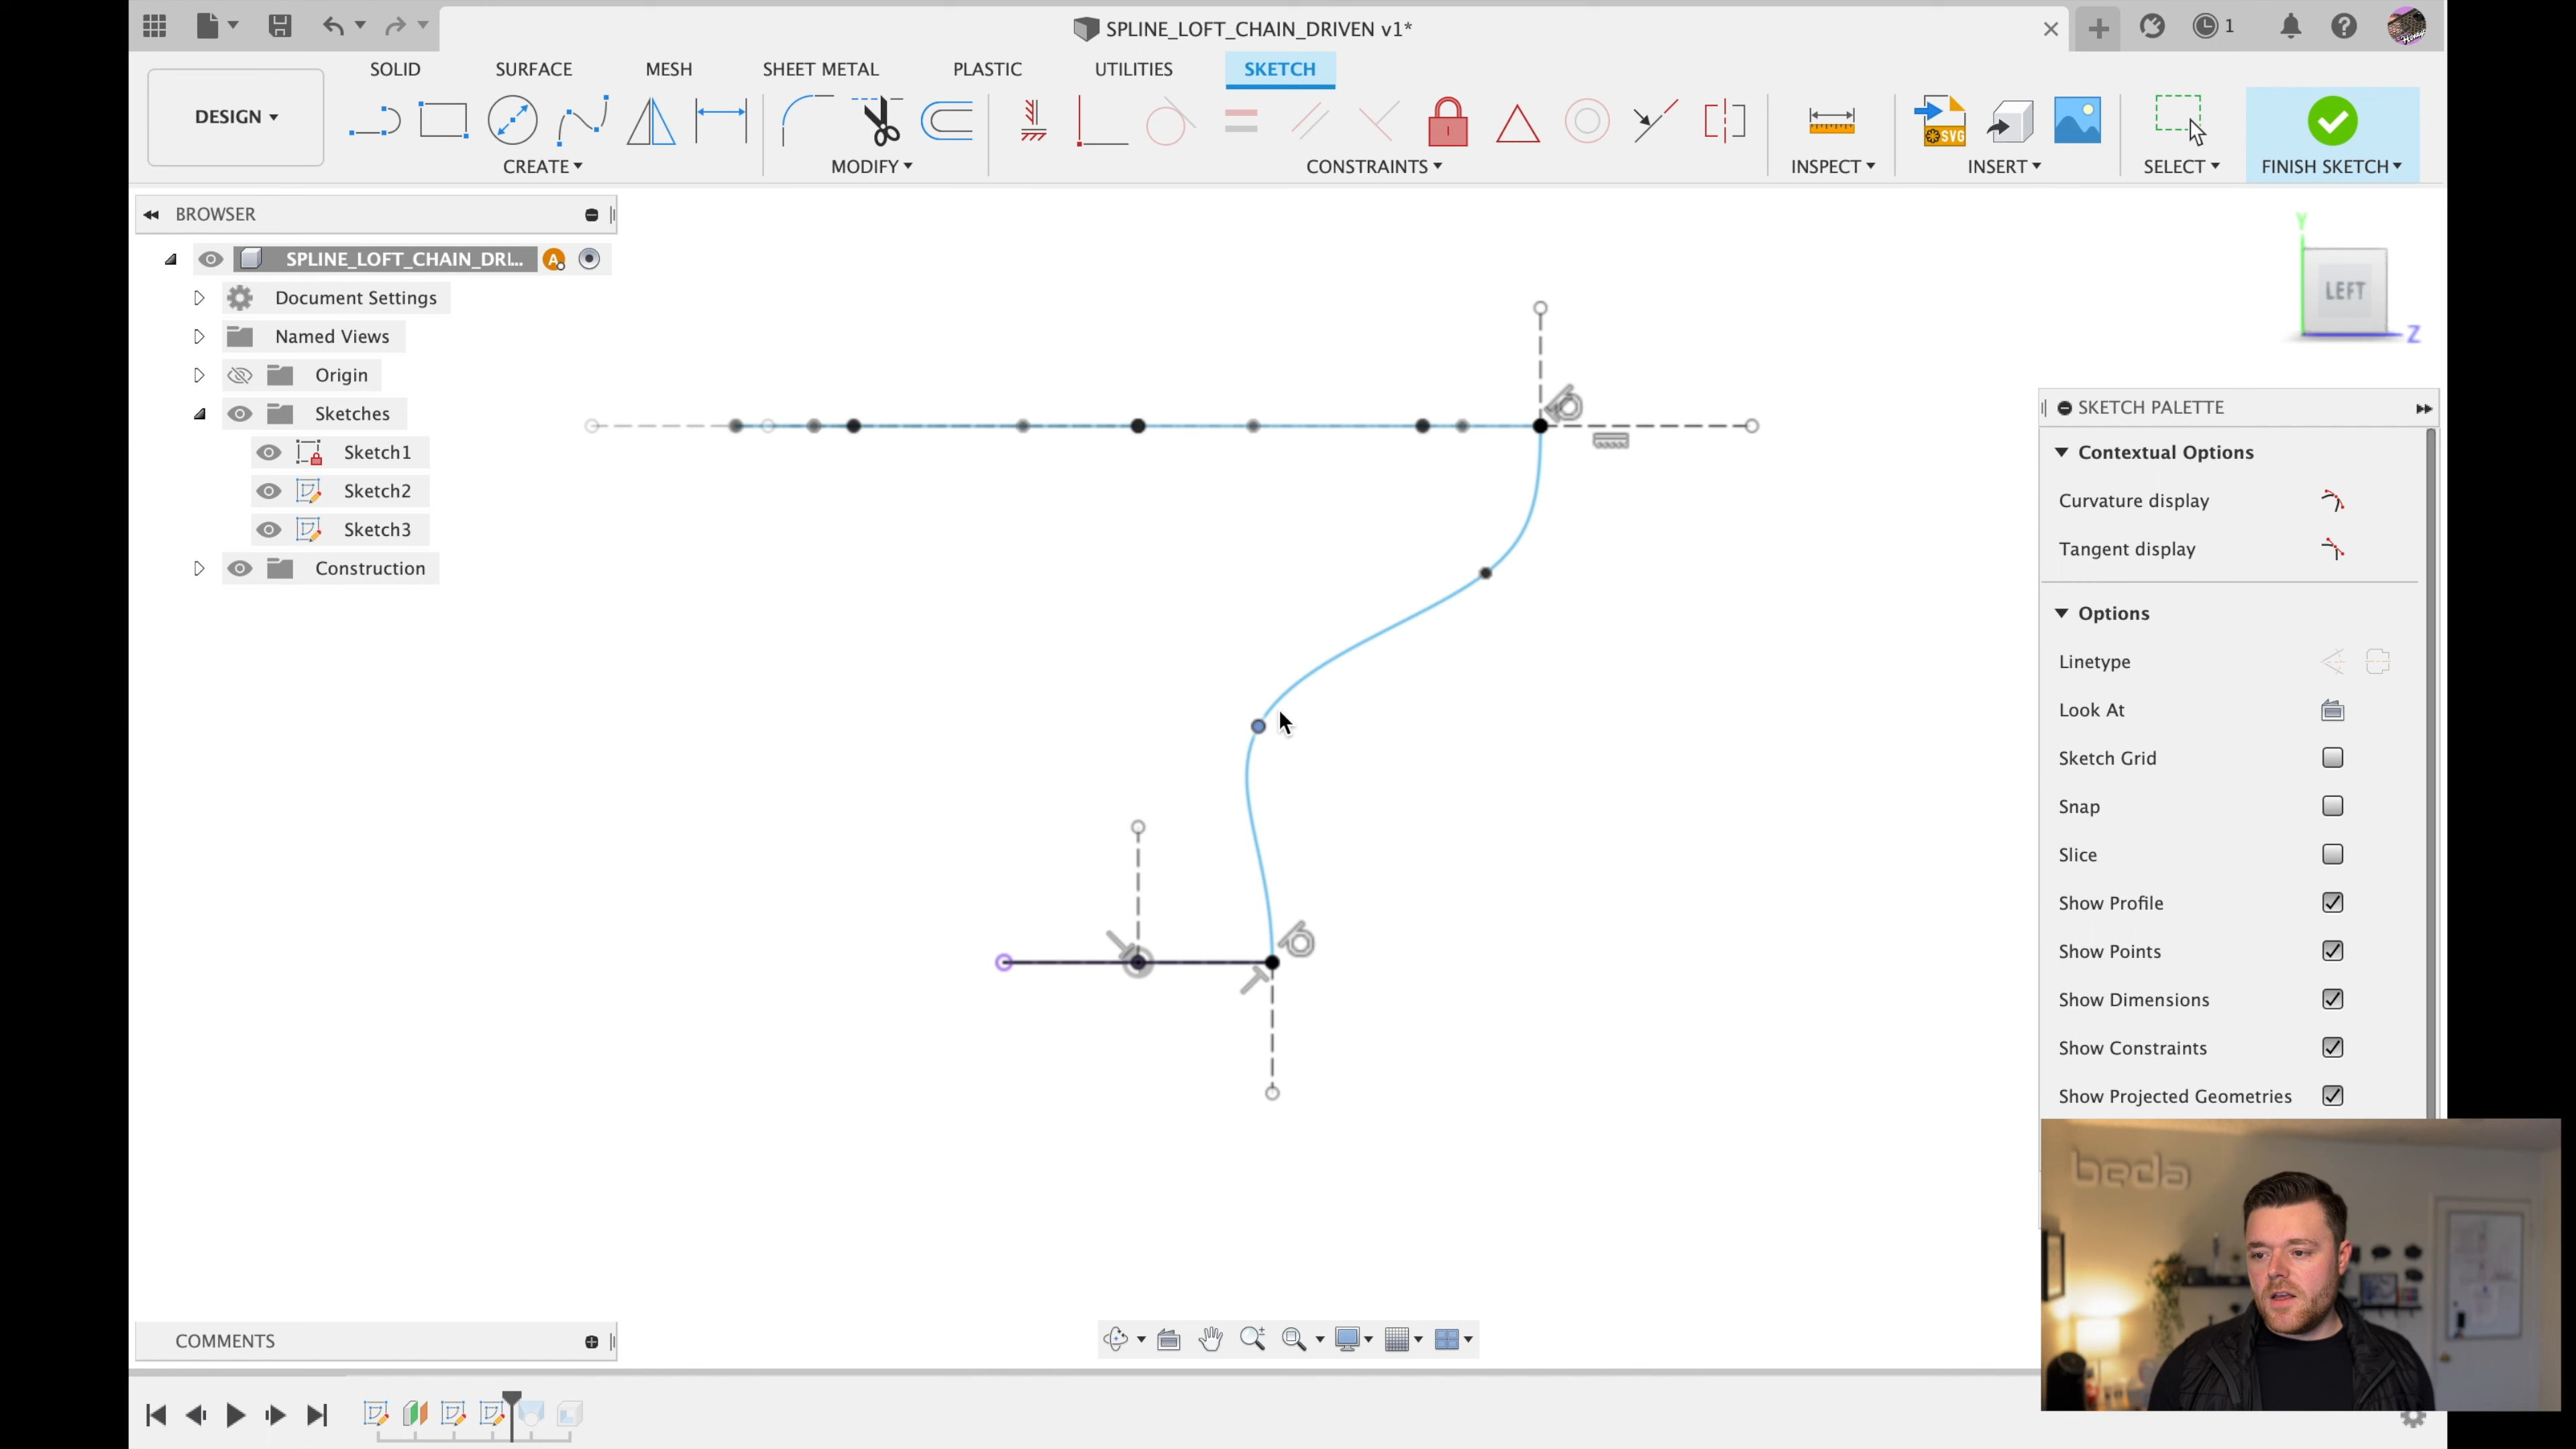 SPLINE_LOFT_CHAIN_DRIVEN v1*
1
DESIGN
SOLID
SURFACE
MESH
SHEET METAL
PLASTIC
UTILITIES
SKETCH
SVG
CREATE
MODIFY
CONSTRAINTS
INSPECT
INSERT
SELECT
FINISH SKETCH
BROWSER
SPLINE_LOFT_CHAIN_DRI...
A
Document Settings
Named Views
Origin
Sketches
Sketch1
Sketch2
Sketch3
Construction
Y
LEFT
Z
SKETCH PALETTE
Contextual Options
Curvature display
Tangent display
Options
Linetype
Look At
Sketch Grid
Snap
Slice
Show Profile
Show Points
Show Dimensions
Show Constraints
Show Projected Geometries
beda
COMMENTS